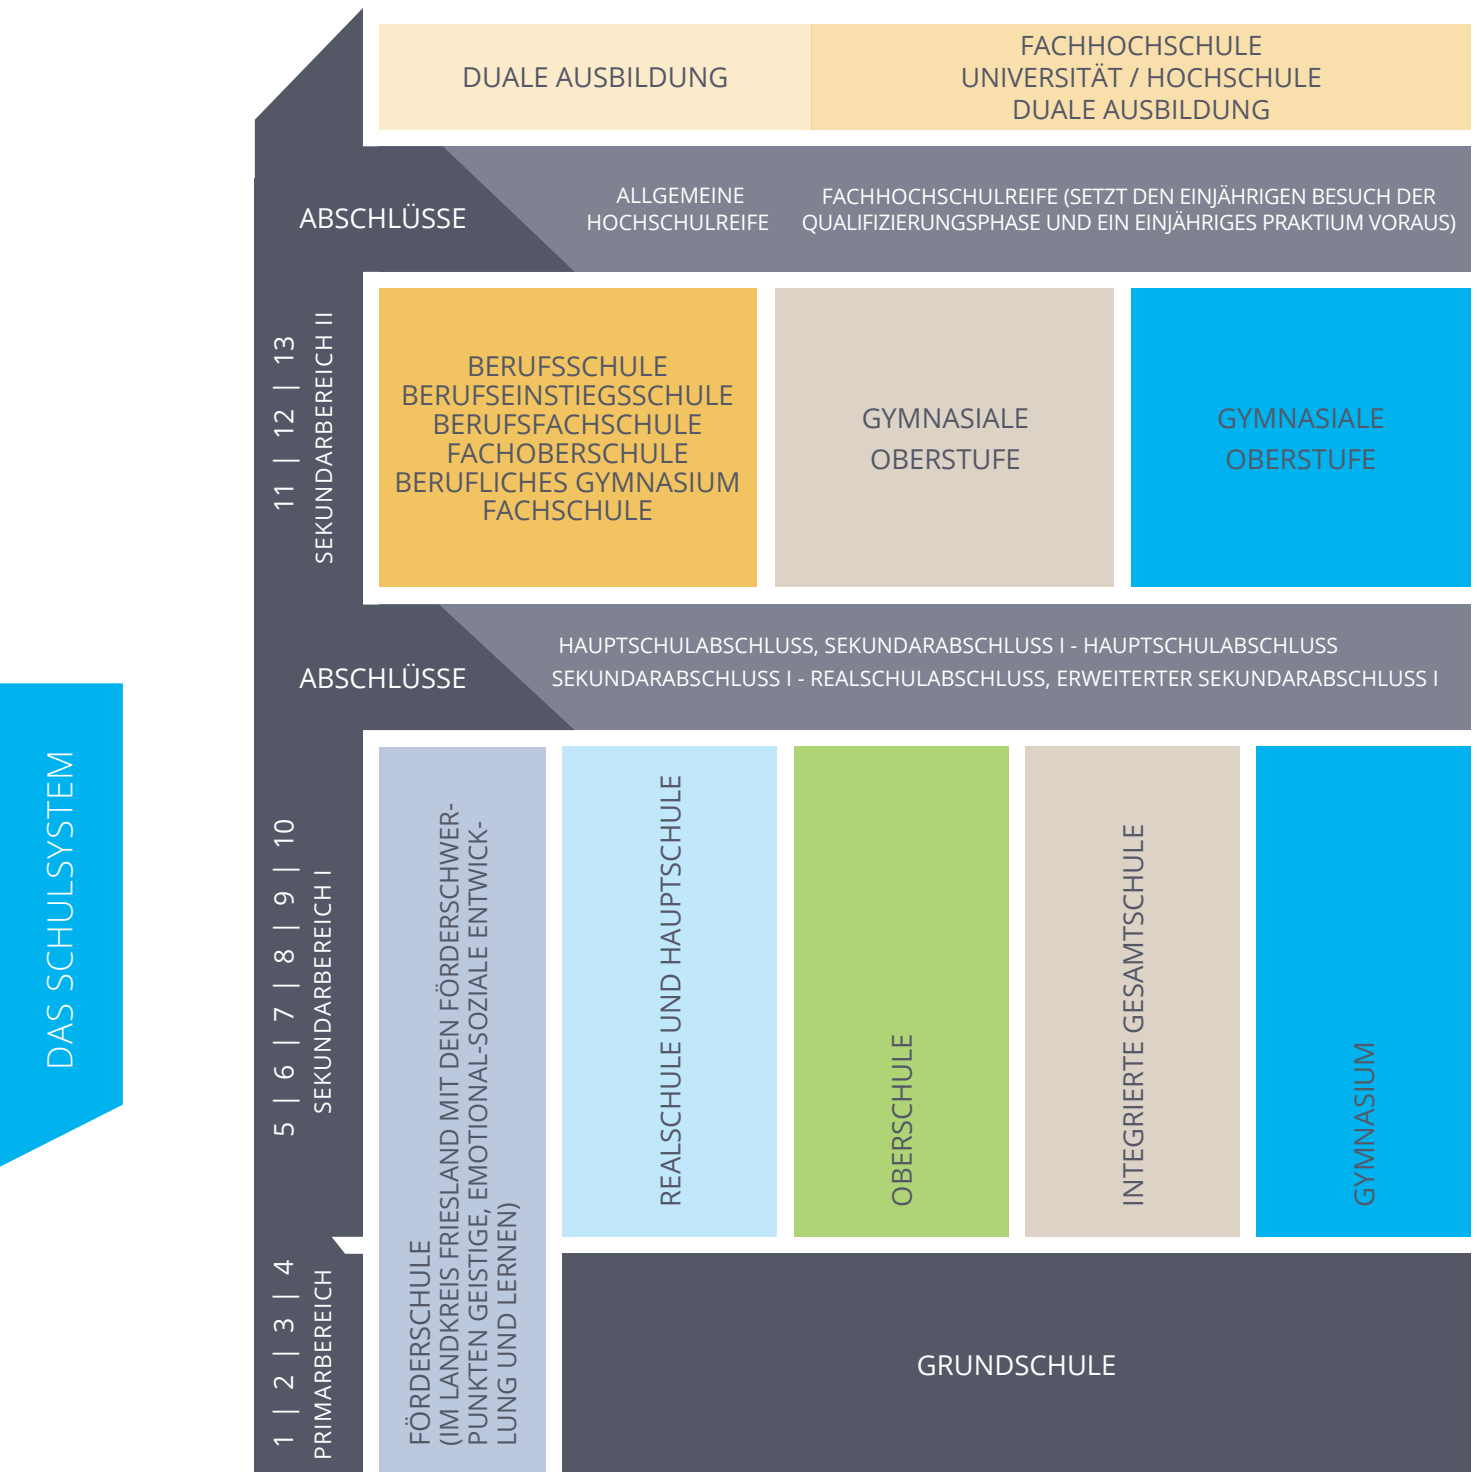 DUALE AUSBILDUNG
FACHHOCHSCHULE
UNIVERSITÄT / HOCHSCHULE
DUALE AUSBILDUNG
ABSCHLÜSSE
ALLGEMEINE
HOCHSCHULREIFE
FACHHOCHSCHULREIFE (SETZT DEN EINJÄHRIGEN BESUCH DER
QUALIFIZIERUNGSPHASE UND EIN EINJÄHRIGES PRAKTIUM VORAUS)
11 | 12 | 13
SEKUNDARBEREICH II
BERUFSSCHULE
BERUFSEINSTIEGSSCHULE
BERUFSFACHSCHULE
FACHOBERSCHULE
BERUFLICHES GYMNASIUM
FACHSCHULE
GYMNASIALE
OBERSTUFE
GYMNASIALE
OBERSTUFE
ABSCHLÜSSE
HAUPTSCHULABSCHLUSS, SEKUNDARABSCHLUSS I - HAUPTSCHULABSCHLUSS
SEKUNDARABSCHLUSS I - REALSCHULABSCHLUSS, ERWEITERTER SEKUNDARABSCHLUSS I
DAS SCHULSYSTEM
5 | 6 | 7 | 8 | 9 | 10
SEKUNDARBEREICH I
FÖRDERSCHULE
(IM LANDKREIS FRIESLAND MIT DEN FÖRDERSCHWER-
PUNKTEN GEISTIGE, EMOTIONAL-SOZIALE ENTWICK-
LUNG UND LERNEN)
REALSCHULE UND HAUPTSCHULE
OBERSCHULE
INTEGRIERTE GESAMTSCHULE
GYMNASIUM
1 | 2 | 3 | 4
PRIMARBEREICH
GRUNDSCHULE